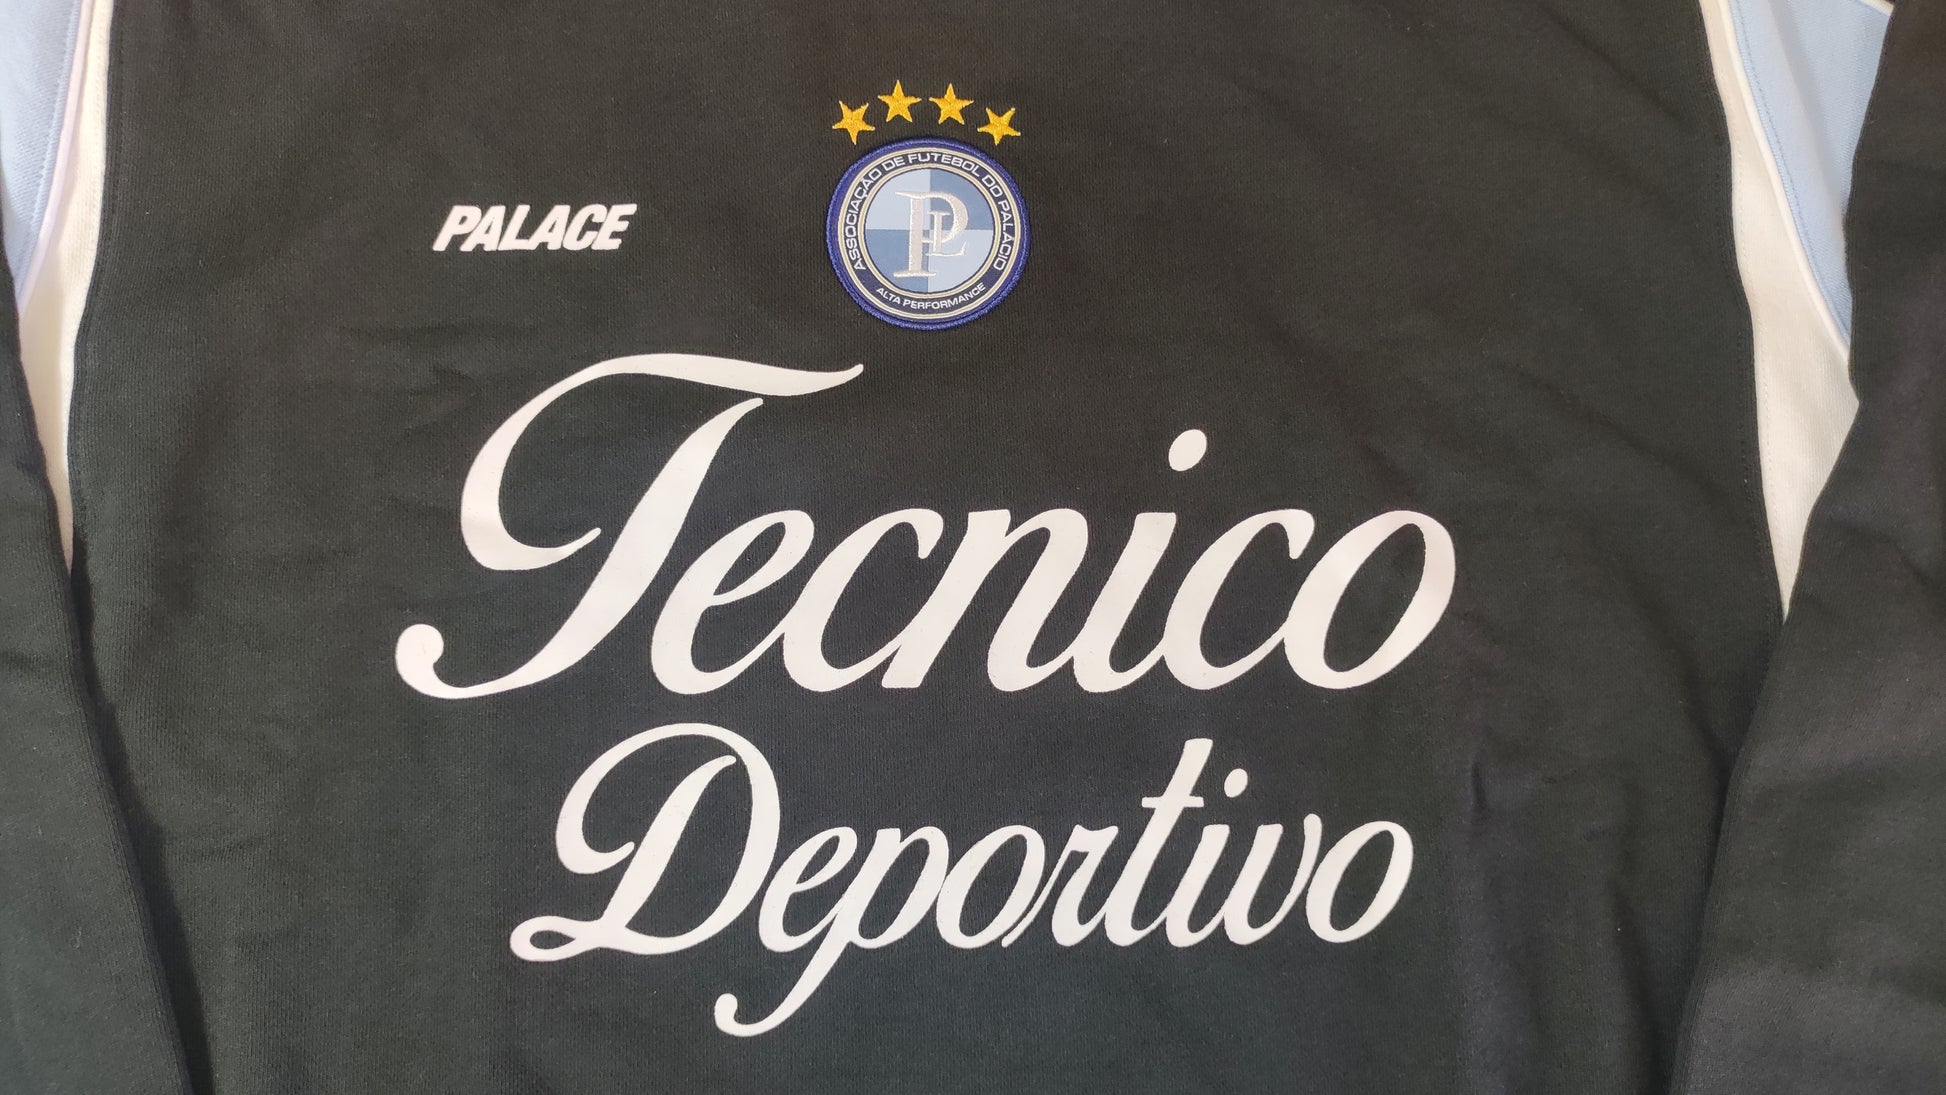 PALACE
ASSOCIAÇÃO DE FUTEBOL DO PALÁCIO
PL
ALTA PERFORMANCE
Tecnico
Deportivo